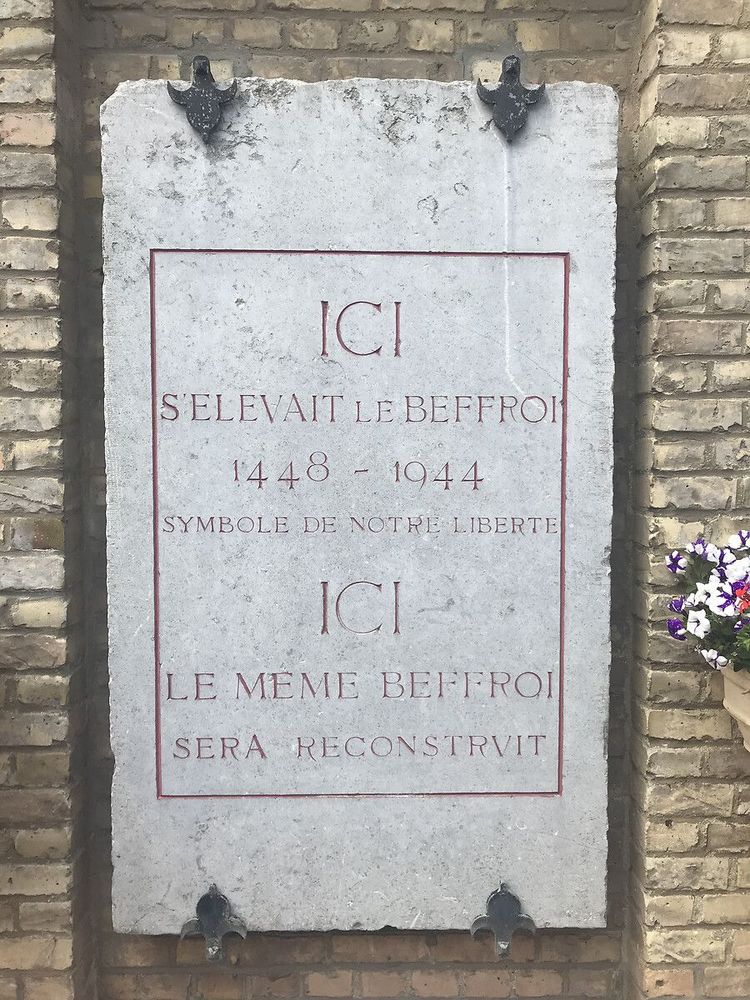 ICI
S'ELEVAIT LE BEFFROI
1448 - 1944
SYMBOLE DE NOTRE LIBERTE
ICI
LE MEME BEFFROI
SERA RECONSTRVIT